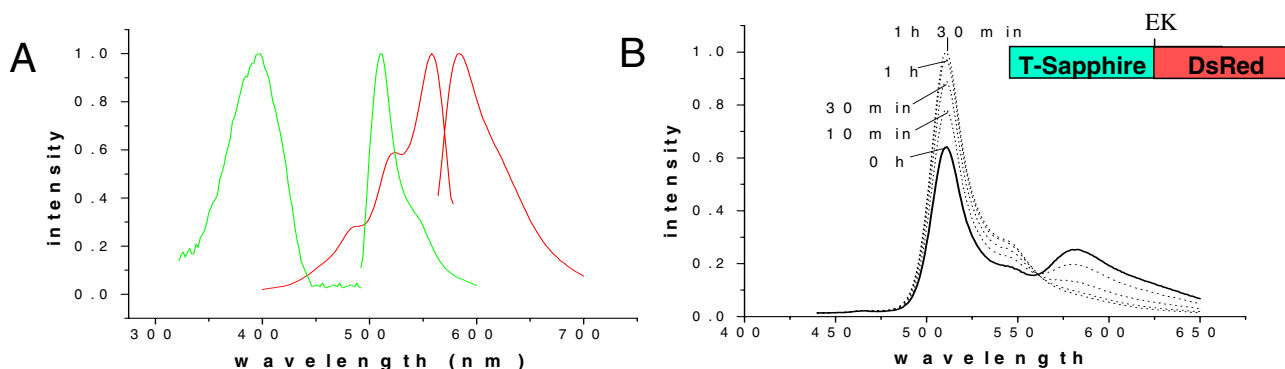 A
1.0
0.8
0.6
0.4
0.2
0.0
intensity
300 400 500 600 700
wavelength (nm)
B
EK
T-Sapphire DsRed
1h 30 min
1 h
30 min
10 min
0 h
1.0
0.8
0.6
0.4
0.2
0.0
intensity
400 450 500 550 600 650
wavelength